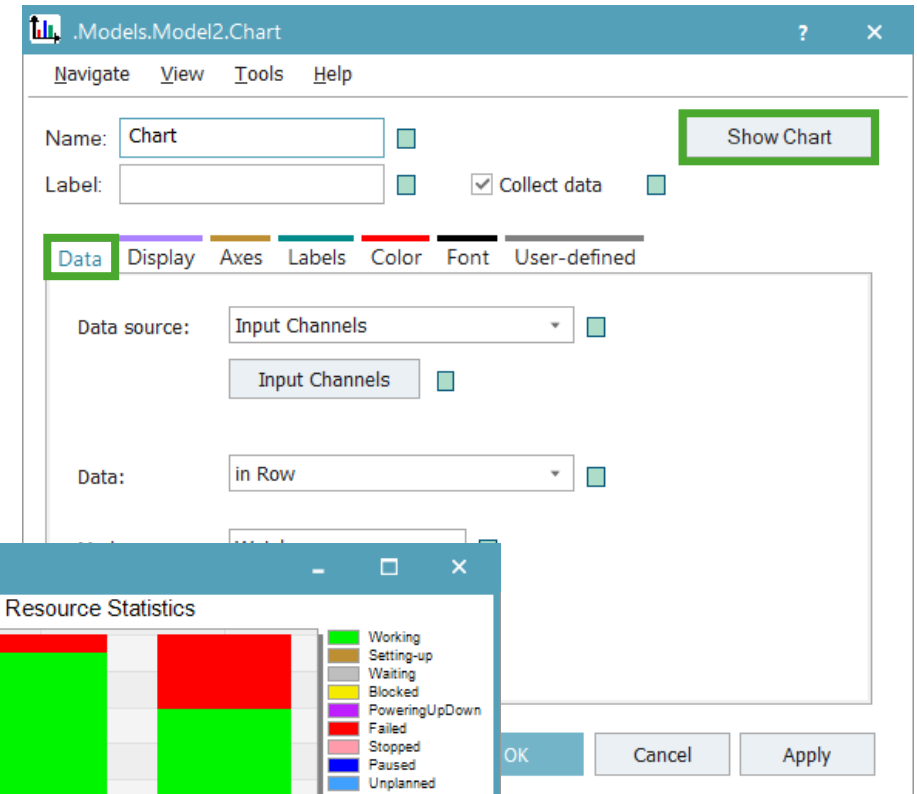 .Models.Model2.Chart ? ×
Navigate View Tools Help
Name: Chart
Show Chart
Label:
Collect data
Data Display Axes Labels Color Font User-defined
Data source: Input Channels
Input Channels
Data: in Row
Resource Statistics
Working
Setting-up
Waiting
Blocked
PoweringUpDown
Failed
Stopped
Paused
Unplanned
OK Cancel Apply